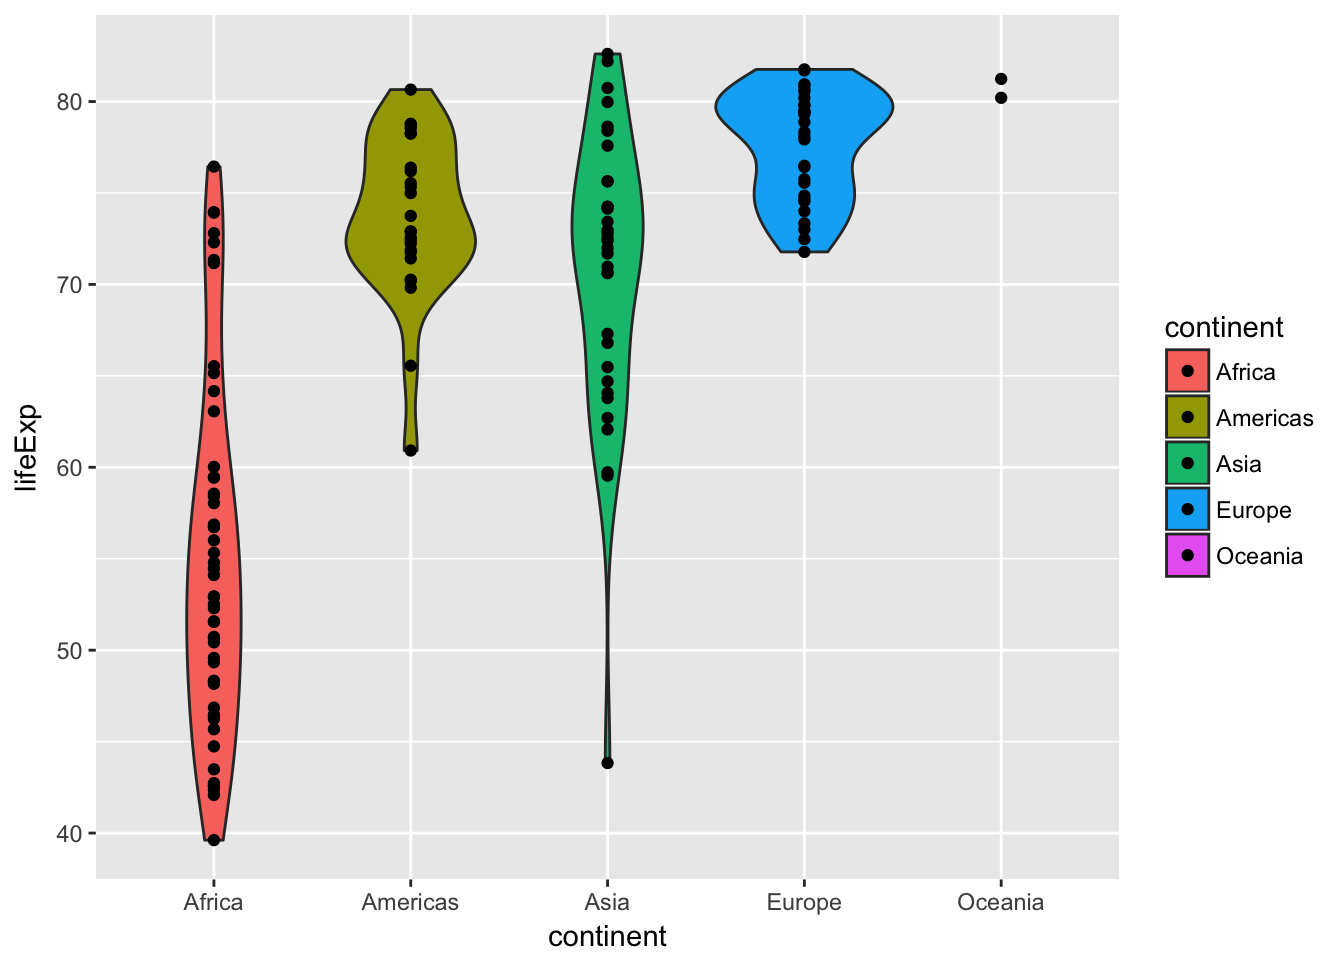 lifeExp
80
70
60
50
40
Africa
Americas
Asia
Europe
Oceania
continent
continent
Africa
Americas
Asia
Europe
Oceania